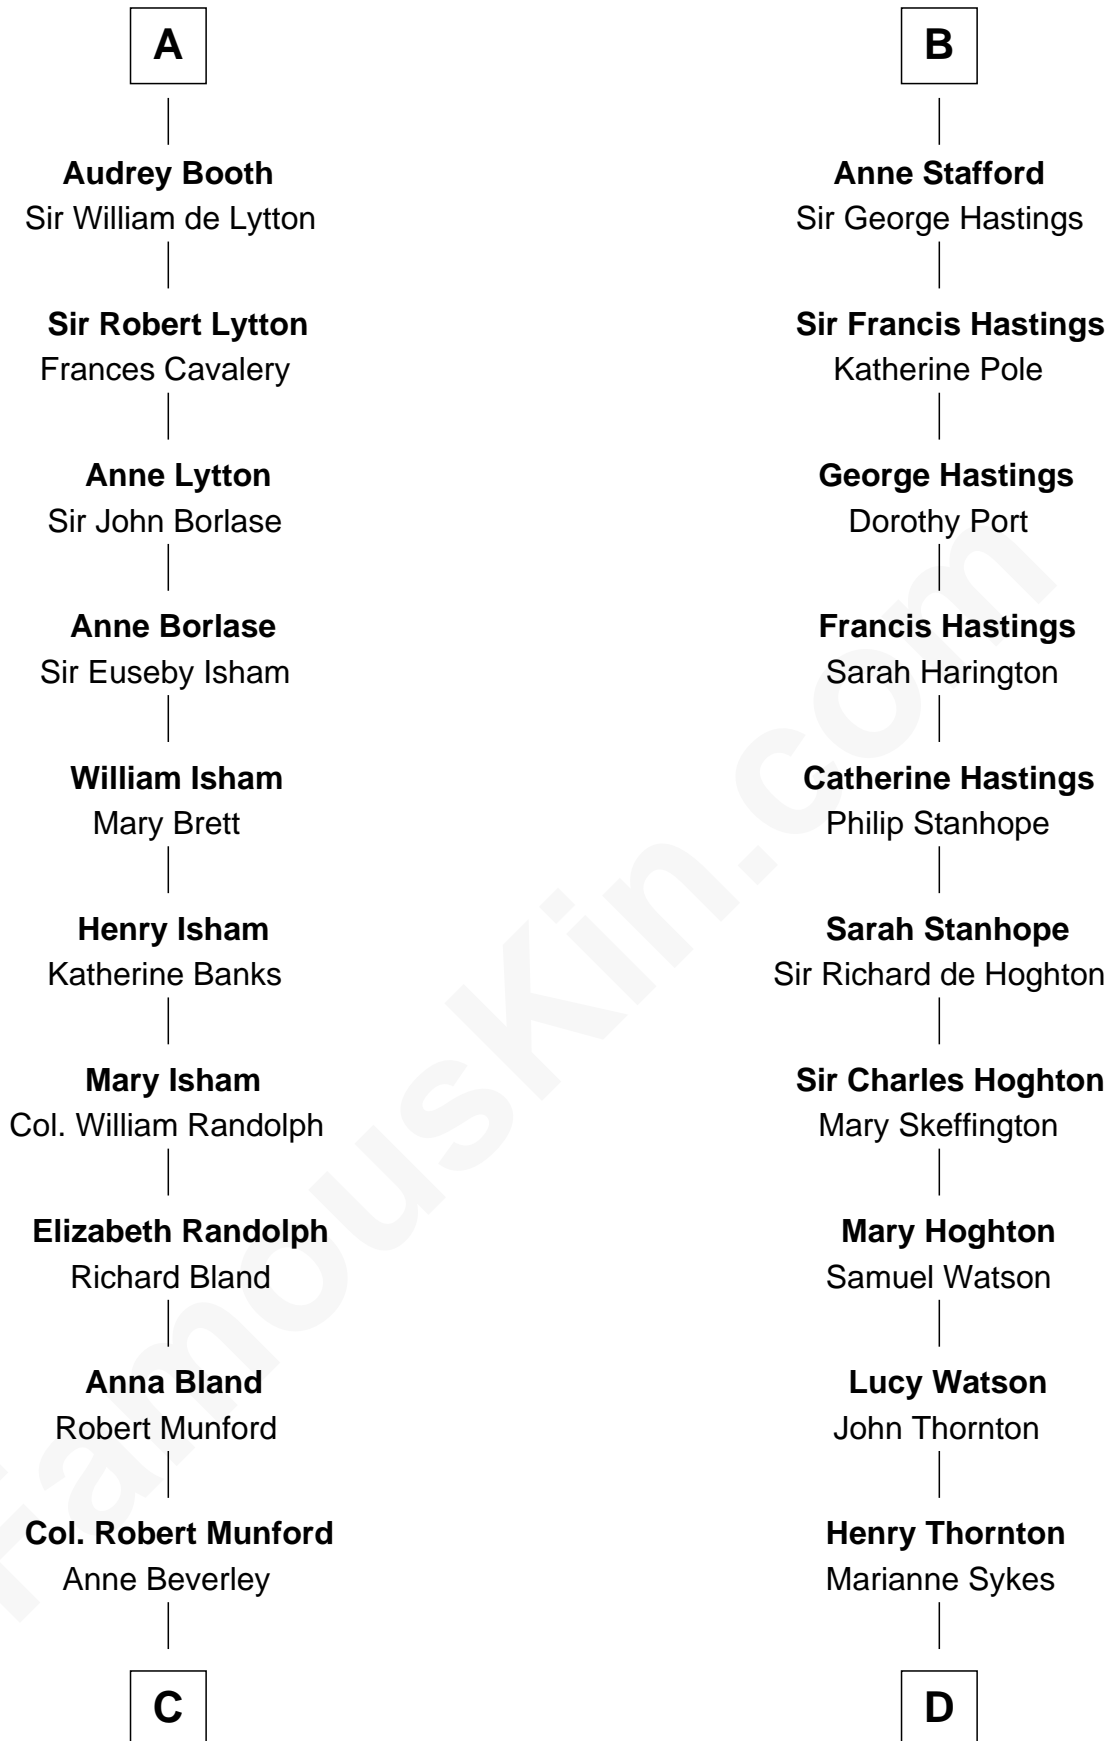 A
Audrey Booth
Sir William de Lytton
Sir Robert Lytton
Frances Cavalery
Anne Lytton
Sir John Borlase
Anne Borlase
Sir Euseby Isham
William Isham
Mary Brett
Henry Isham
Katherine Banks
Mary Isham
Col. William Randolph
Elizabeth Randolph
Richard Bland
Anna Bland
Robert Munford
Col. Robert Munford
Anne Beverley
C
B
Anne Stafford
Sir George Hastings
Sir Francis Hastings
Katherine Pole
George Hastings
Dorothy Port
Francis Hastings
Sarah Harington
Catherine Hastings
Philip Stanhope
Sarah Stanhope
Sir Richard de Hoghton
Sir Charles Hoghton
Mary Skeffington
Mary Hoghton
Samuel Watson
Lucy Watson
John Thornton
Henry Thornton
Marianne Sykes
D
FamousKin.com